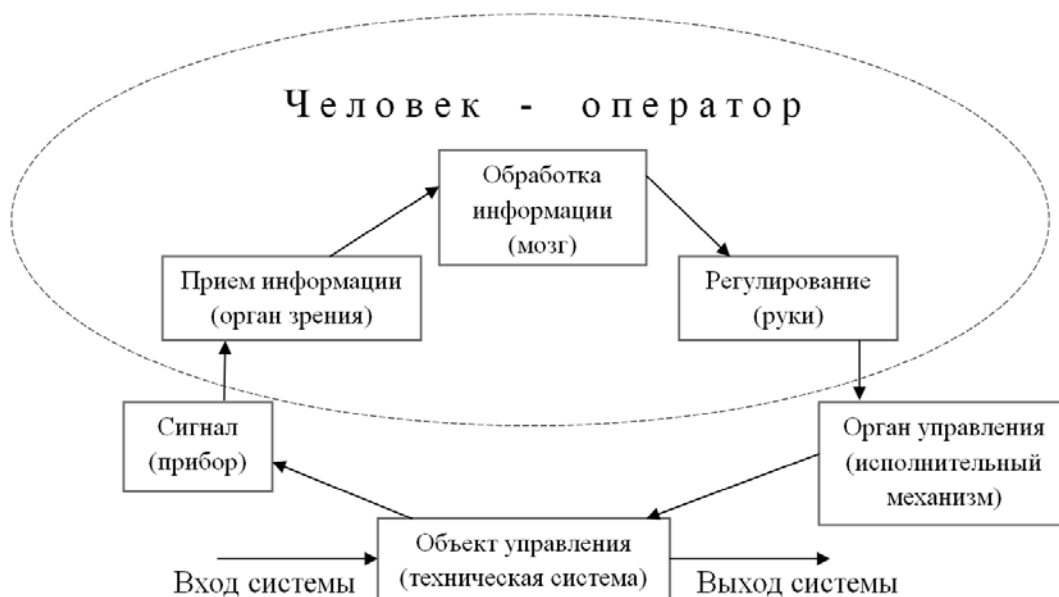 Человек - оператор
Обработка
информации
(мозг)
Прием информации
(орган зрения)
Регулирование
(руки)
Сигнал
(прибор)
Орган управления
(исполнительный
механизм)
Объект управления
(техническая система)
Вход системы
Выход системы